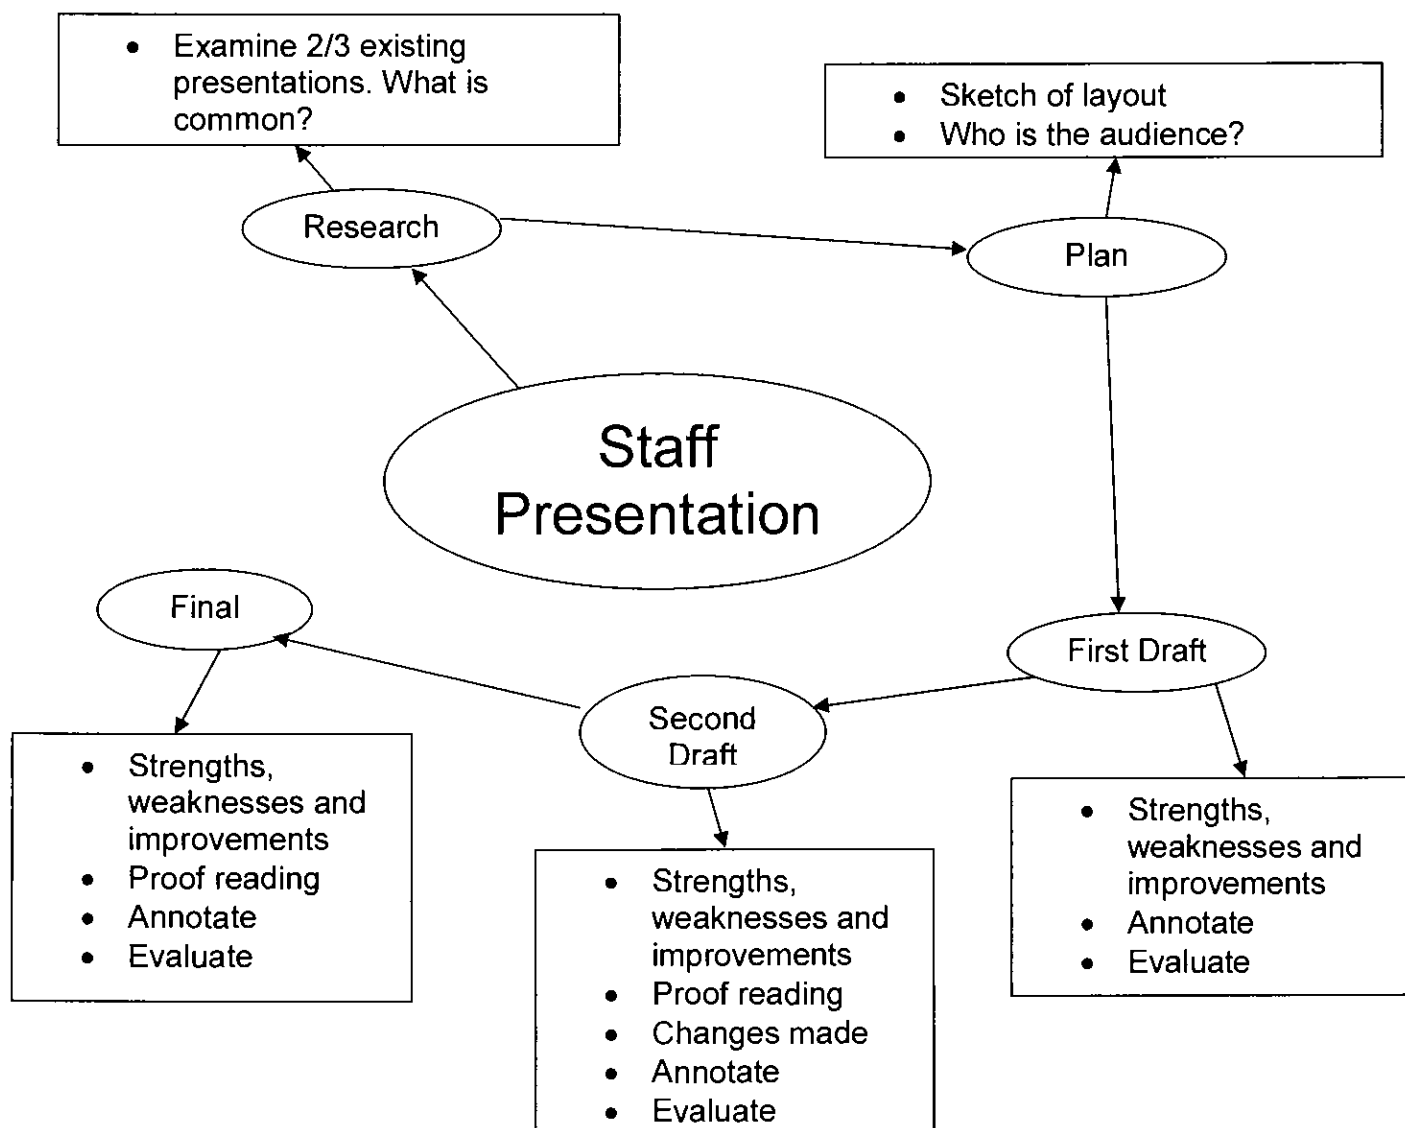 • Examine 2/3 existing
presentations. What is
common?
• Sketch of layout
• Who is the audience?
Research
Plan
Staff
Presentation
Final
First Draft
Second
Draft
• Strengths,
weaknesses and
improvements
• Proof reading
• Annotate
• Evaluate
• Strengths,
weaknesses and
improvements
• Proof reading
• Changes made
• Annotate
• Evaluate
• Strengths,
weaknesses and
improvements
• Annotate
• Evaluate